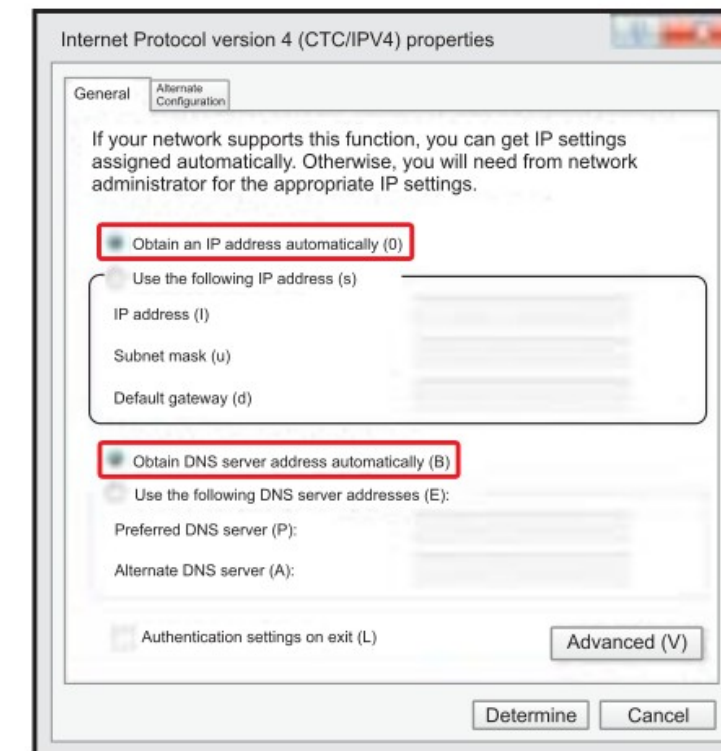 Internet Protocol version 4 (CTC/IPV4) properties
General
Alternate
Configuration
If your network supports this function, you can get IP settings
assigned automatically. Otherwise, you will need from network
administrator for the appropriate IP settings.
Obtain an IP address automatically (0)
Use the following IP address (s)
IP address (I)
Subnet mask (u)
Default gateway (d)
Obtain DNS server address automatically (B)
Use the following DNS server addresses (E):
Preferred DNS server (P):
Alternate DNS server (A):
Authentication settings on exit (L)
Advanced (V)
Determine Cancel